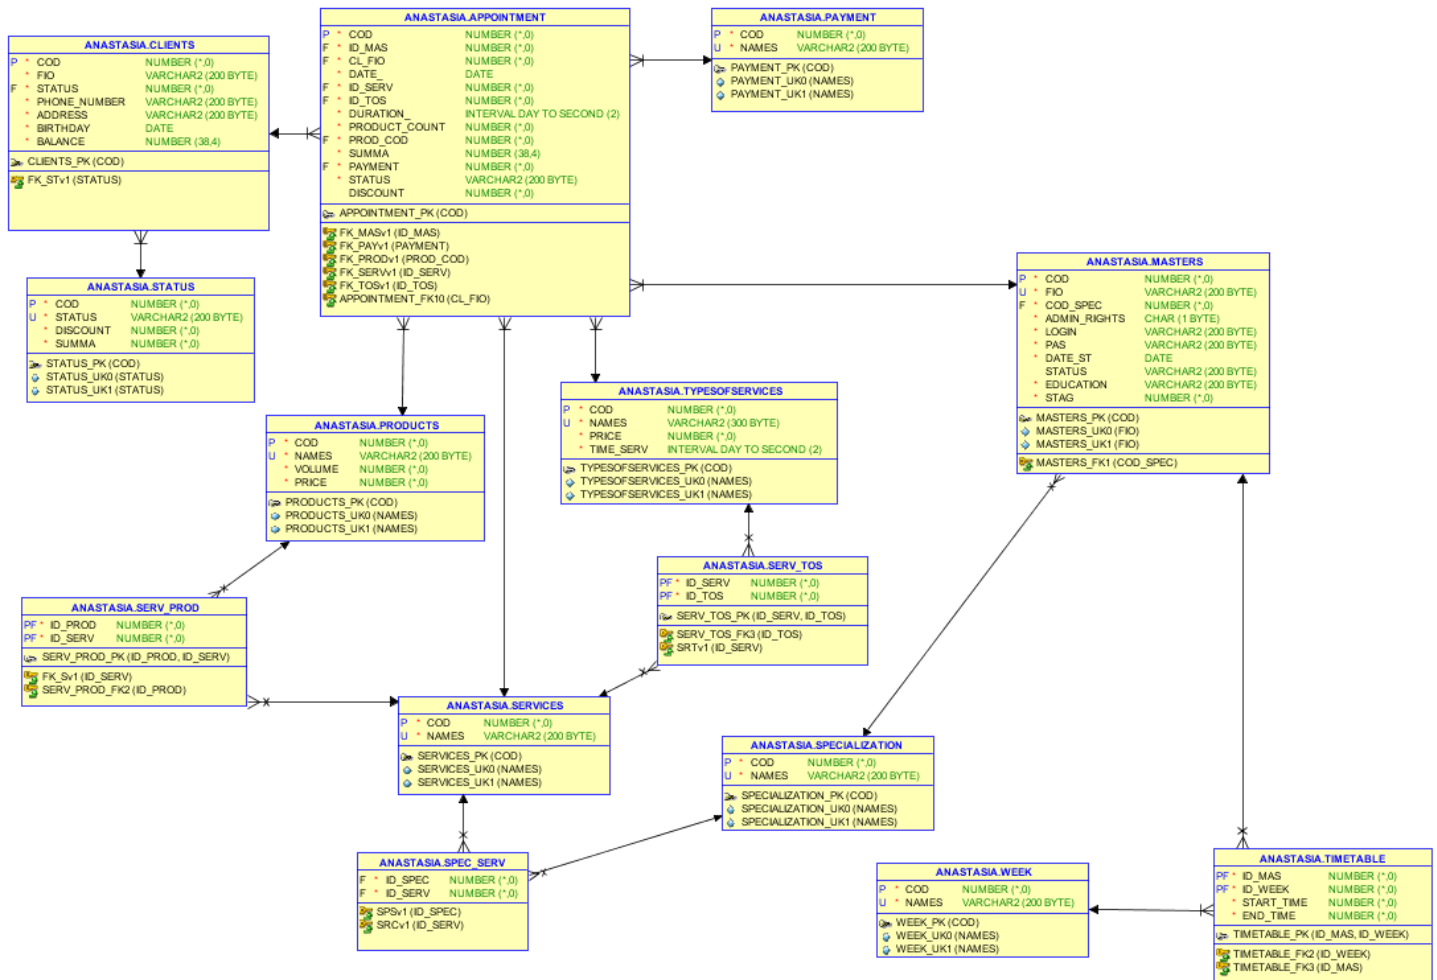 ANASTASIA.CLIENTS
P * COD NUMBER (*,0)
* FIO VARCHAR2 (200 BYTE)
F * STATUS NUMBER (*,0)
* PHONE_NUMBER VARCHAR2 (200 BYTE)
* ADDRESS VARCHAR2 (200 BYTE)
* BIRTHDAY DATE
* BALANCE NUMBER (38,4)
CLIENTS_PK (COD)
FK_STv1 (STATUS)
ANASTASIA.APPOINTMENT
P * COD NUMBER (*,0)
F * ID_MAS NUMBER (*,0)
F * CL_FIO NUMBER (*,0)
* DATE_ DATE
F * ID_SERV NUMBER (*,0)
F * ID_TOS NUMBER (*,0)
* DURATION_ INTERVAL DAY TO SECOND (2)
* PRODUCT_COUNT NUMBER (*,0)
F * PROD_COD NUMBER (*,0)
* SUMMA NUMBER (38,4)
F * PAYMENT NUMBER (*,0)
* STATUS VARCHAR2 (200 BYTE)
DISCOUNT NUMBER (*,0)
APPOINTMENT_PK (COD)
FK_MASv1 (ID_MAS)
FK_PAYv1 (PAYMENT)
FK_PRODv1 (PROD_COD)
FK_SERVv1 (ID_SERV)
FK_TOSv1 (ID_TOS)
APPOINTMENT_FK10 (CL_FIO)
ANASTASIA.PAYMENT
P * COD NUMBER (*,0)
U * NAMES VARCHAR2 (200 BYTE)
PAYMENT_PK (COD)
PAYMENT_UK0 (NAMES)
PAYMENT_UK1 (NAMES)
ANASTASIA.STATUS
P * COD NUMBER (*,0)
U * STATUS VARCHAR2 (200 BYTE)
* DISCOUNT NUMBER (*,0)
* SUMMA NUMBER (*,0)
STATUS_PK (COD)
STATUS_UK0 (STATUS)
STATUS_UK1 (STATUS)
ANASTASIA.MASTERS
P * COD NUMBER (*,0)
U * FIO VARCHAR2 (200 BYTE)
F * COD_SPEC NUMBER (*,0)
* ADMIN_RIGHTS CHAR (1 BYTE)
* LOGIN VARCHAR2 (200 BYTE)
* PAS VARCHAR2 (200 BYTE)
* DATE_ST DATE
STATUS VARCHAR2 (200 BYTE)
* EDUCATION VARCHAR2 (200 BYTE)
* STAG NUMBER (*,0)
MASTERS_PK (COD)
MASTERS_UK0 (FIO)
MASTERS_UK1 (FIO)
MASTERS_FK1 (COD_SPEC)
ANASTASIA.PRODUCTS
P * COD NUMBER (*,0)
U * NAMES VARCHAR2 (200 BYTE)
* VOLUME NUMBER (*,0)
* PRICE NUMBER (*,0)
PRODUCTS_PK (COD)
PRODUCTS_UK0 (NAMES)
PRODUCTS_UK1 (NAMES)
ANASTASIA.TYPESOFSERVICES
P * COD NUMBER (*,0)
U * NAMES VARCHAR2 (300 BYTE)
* PRICE NUMBER (*,0)
* TIME_SERV INTERVAL DAY TO SECOND (2)
TYPESOFSERVICES_PK (COD)
TYPESOFSERVICES_UK0 (NAMES)
TYPESOFSERVICES_UK1 (NAMES)
ANASTASIA.SERV_PROD
PF * ID_PROD NUMBER (*,0)
PF * ID_SERV NUMBER (*,0)
SERV_PROD_PK (ID_PROD, ID_SERV)
FK_Sv1 (ID_SERV)
SERV_PROD_FK2 (ID_PROD)
ANASTASIA.SERV_TOS
PF * ID_SERV NUMBER (*,0)
PF * ID_TOS NUMBER (*,0)
SERV_TOS_PK (ID_SERV, ID_TOS)
SERV_TOS_FK3 (ID_TOS)
SRTv1 (ID_SERV)
ANASTASIA.SERVICES
P * COD NUMBER (*,0)
U * NAMES VARCHAR2 (200 BYTE)
SERVICES_PK (COD)
SERVICES_UK0 (NAMES)
SERVICES_UK1 (NAMES)
ANASTASIA.SPECIALIZATION
P * COD NUMBER (*,0)
U * NAMES VARCHAR2 (200 BYTE)
SPECIALIZATION_PK (COD)
SPECIALIZATION_UK0 (NAMES)
SPECIALIZATION_UK1 (NAMES)
ANASTASIA.SPEC_SERV
F * ID_SPEC NUMBER (*,0)
F * ID_SERV NUMBER (*,0)
SPSv1 (ID_SPEC)
SRCv1 (ID_SERV)
ANASTASIA.WEEK
P * COD NUMBER (*,0)
U * NAMES VARCHAR2 (200 BYTE)
WEEK_PK (COD)
WEEK_UK0 (NAMES)
WEEK_UK1 (NAMES)
ANASTASIA.TIMETABLE
PF * ID_MAS NUMBER (*,0)
PF * ID_WEEK NUMBER (*,0)
* START_TIME NUMBER (*,0)
* END_TIME NUMBER (*,0)
TIMETABLE_PK (ID_MAS, ID_WEEK)
TIMETABLE_FK2 (ID_WEEK)
TIMETABLE_FK3 (ID_MAS)